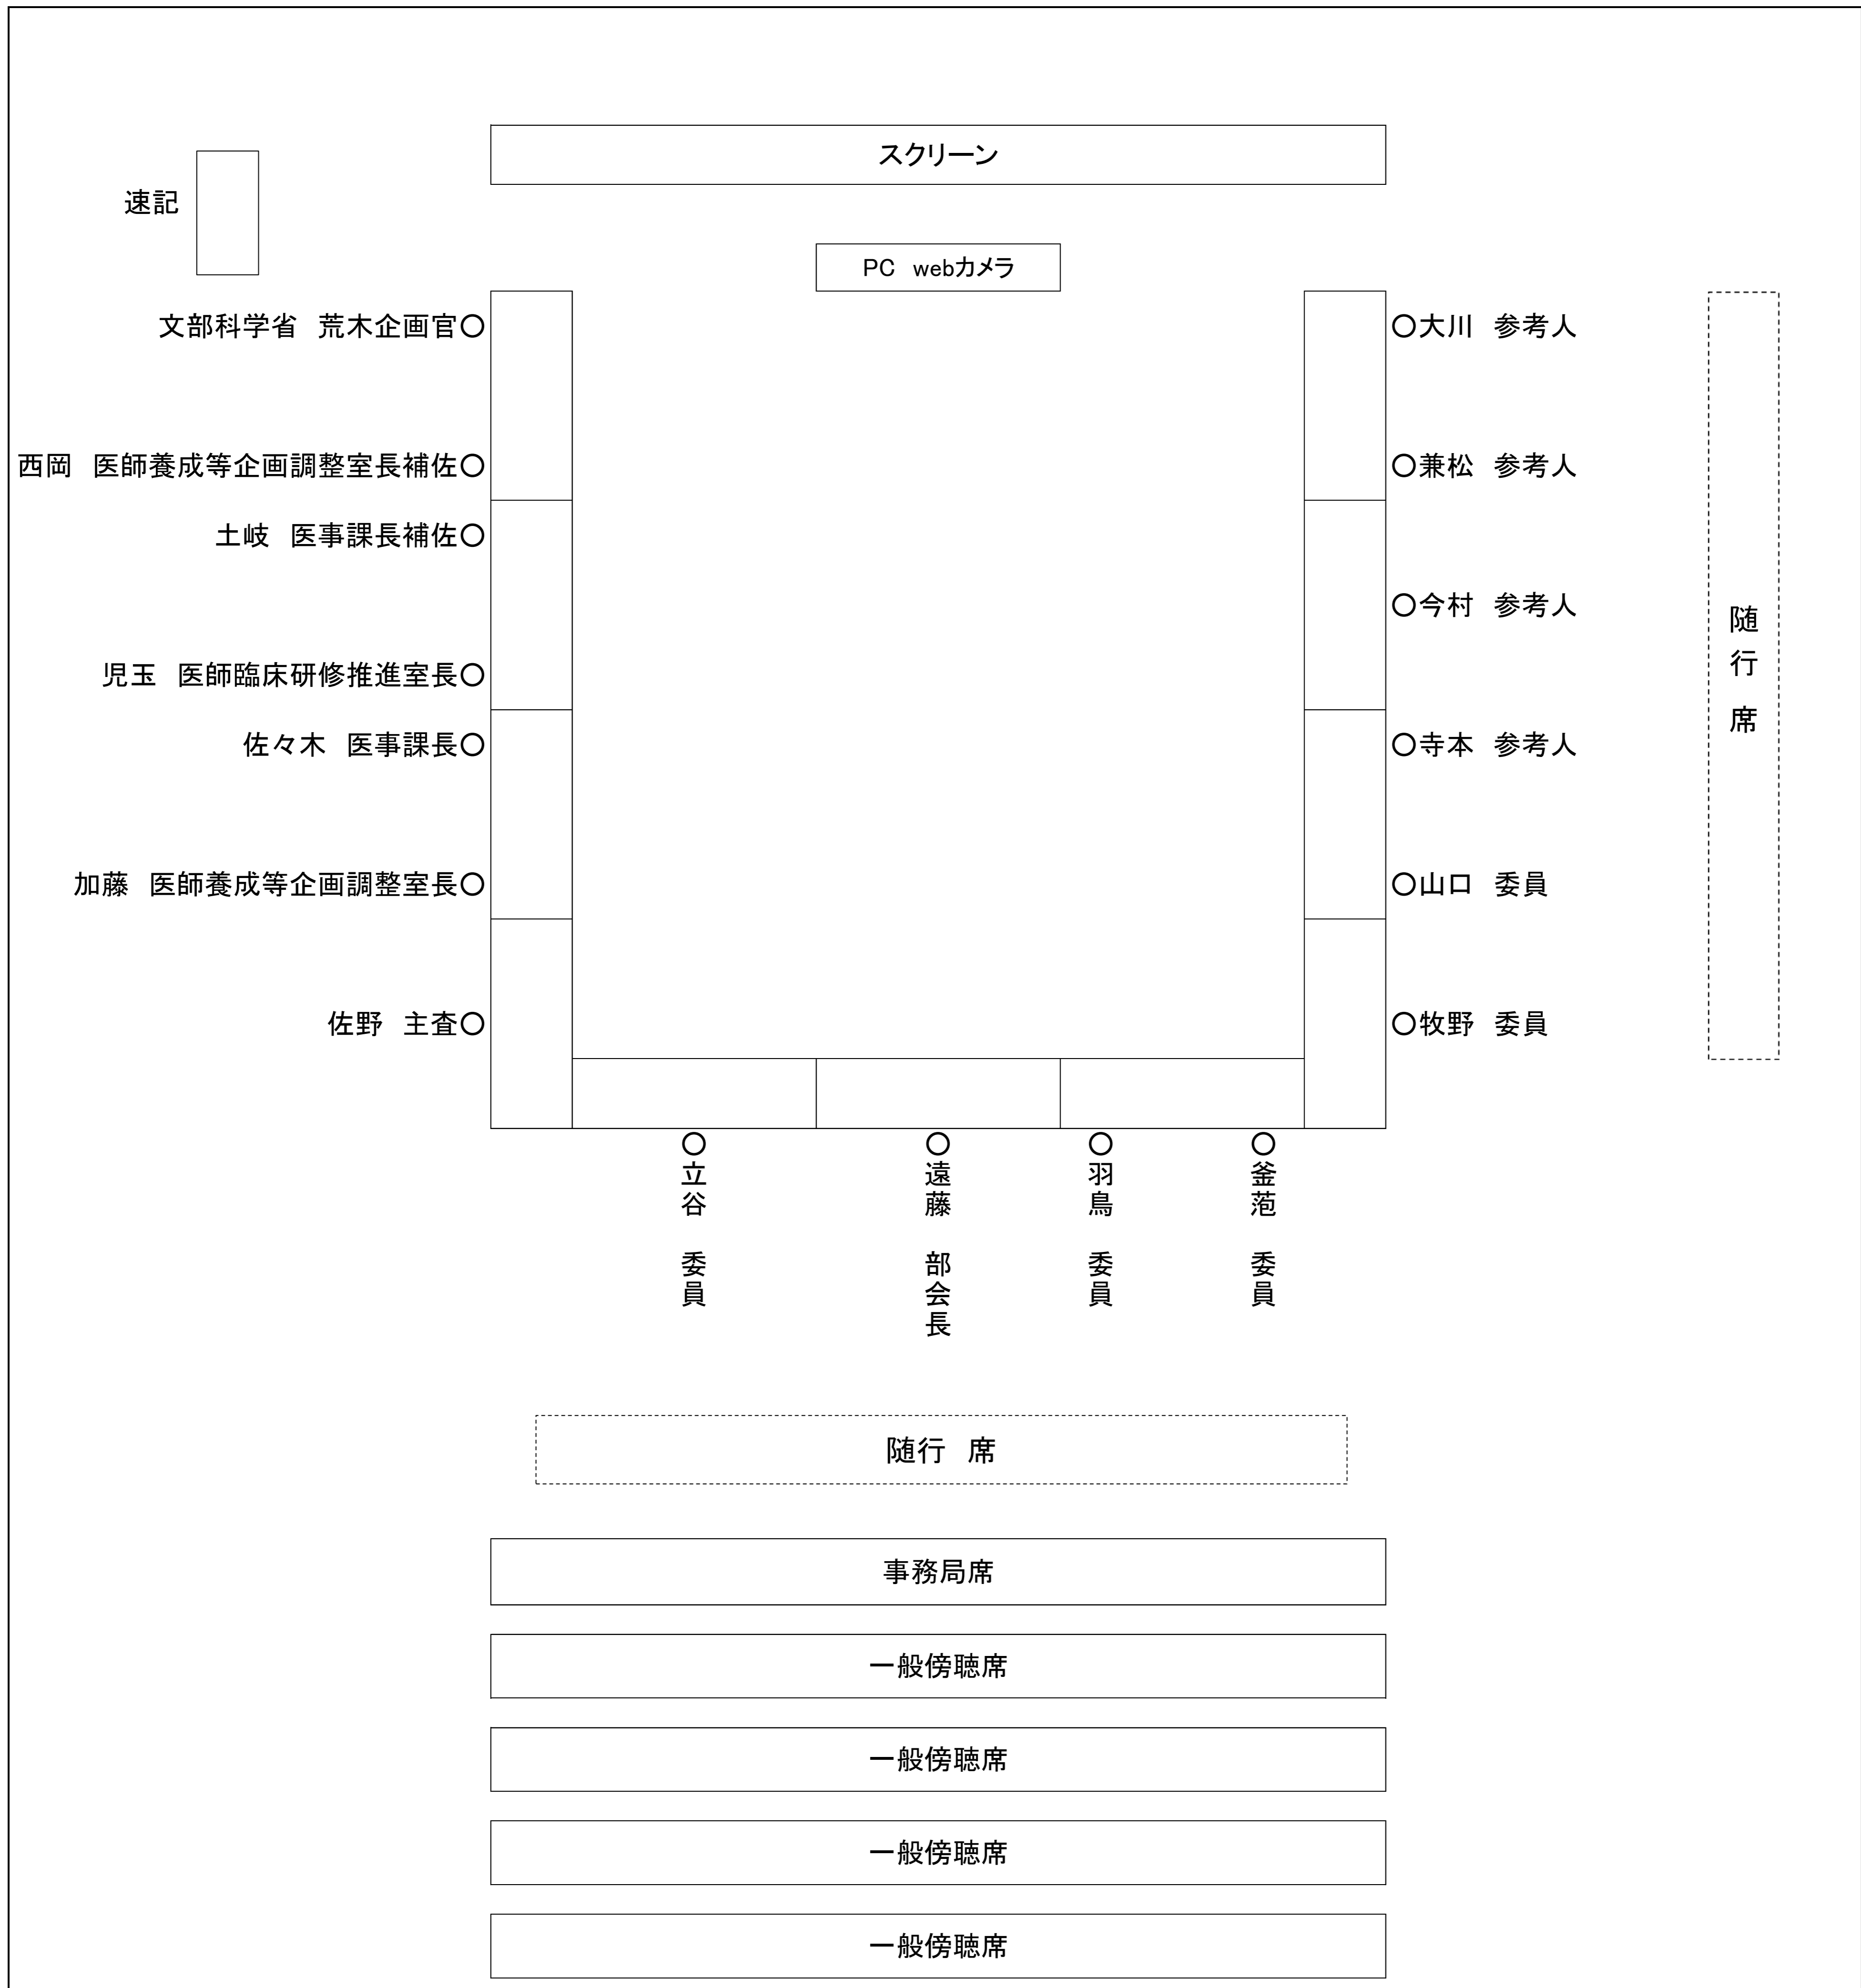 スクリーン
速記
PC webカメラ
文部科学省 荒木企画官○
○大川 参考人
西岡 医師養成等企画調整室長補佐○
○兼松 参考人
土岐 医事課長補佐○
○今村 参考人
児玉 医師臨床研修推進室長○
佐々木 医事課長○
○寺本 参考人
加藤 医師養成等企画調整室長○
○山口 委員
佐野 主査○
○牧野 委員
随行席
○立谷 委員
○遠藤 部会長
○羽鳥 委員
○釜萢 委員
随行 席
事務局席
一般傍聴席
一般傍聴席
一般傍聴席
一般傍聴席